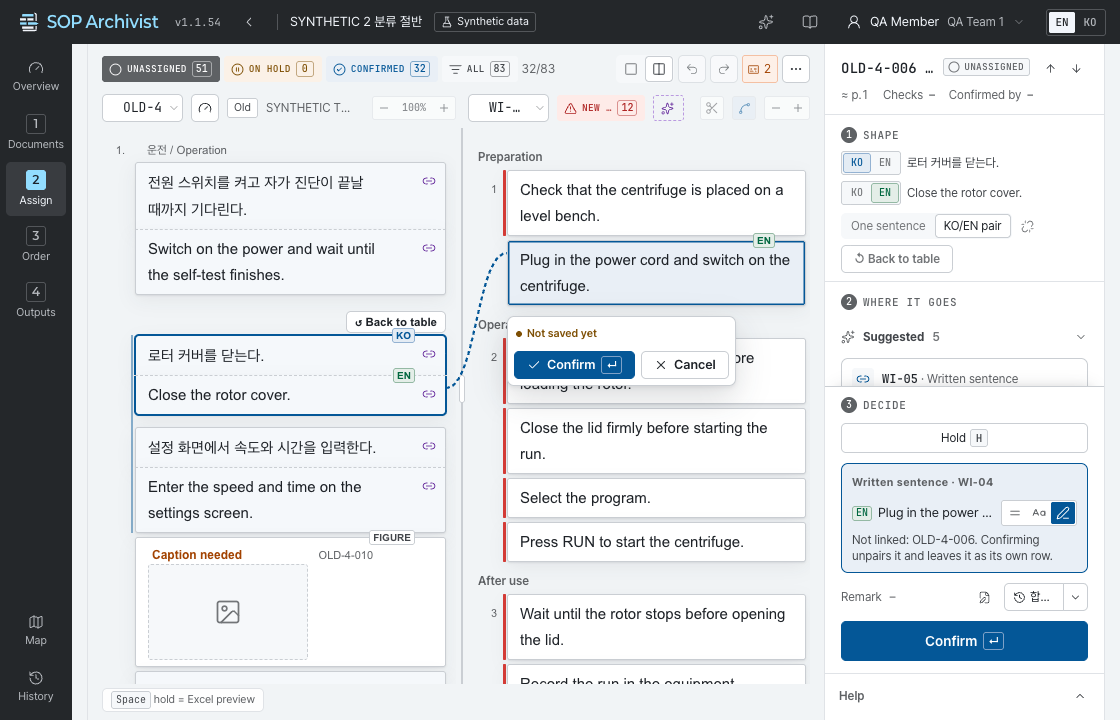 SOP Archivist v1.1.54
SYNTHETIC 2 분류 절반
Synthetic data
QA Member QA Team 1
EN KO
Overview
1
Documents
2
Assign
3
Order
4
Outputs
Map
History
UNASSIGNED 51
ON HOLD 0
CONFIRMED 32
ALL 83
32/83
2
OLD-4
Old
SYNTHETIC T...
100%
WI-...
NEW ... 12
1. 운전 / Operation
전원 스위치를 켜고 자가 진단이 끝날
때까지 기다린다.
Switch on the power and wait until
the self-test finishes.
Back to table
KO
로터 커버를 닫는다.
EN
Close the rotor cover.
설정 화면에서 속도와 시간을 입력한다.
Enter the speed and time on the
settings screen.
FIGURE
Caption needed
OLD-4-010
Space hold = Excel preview
Preparation
1
Check that the centrifuge is placed on a
level bench.
EN
Plug in the power cord and switch on the
centrifuge.
Not saved yet
Confirm
Cancel
2
Close the lid firmly before starting the
run.
Select the program.
Press RUN to start the centrifuge.
After use
3
Wait until the rotor stops before opening
the lid.
Record the run in the equipment
OLD-4-006 ...
UNASSIGNED
≈ p.1 Checks – Confirmed by –
1 SHAPE
KO EN 로터 커버를 닫는다.
KO EN Close the rotor cover.
One sentence
KO/EN pair
Back to table
2 WHERE IT GOES
Suggested 5
WI-05 · Written sentence
3 DECIDE
Hold H
Written sentence · WI-04
EN Plug in the power ...
Aa
Not linked: OLD-4-006. Confirming
unpairs it and leaves it as its own row.
Remark –
합...
Confirm
Help